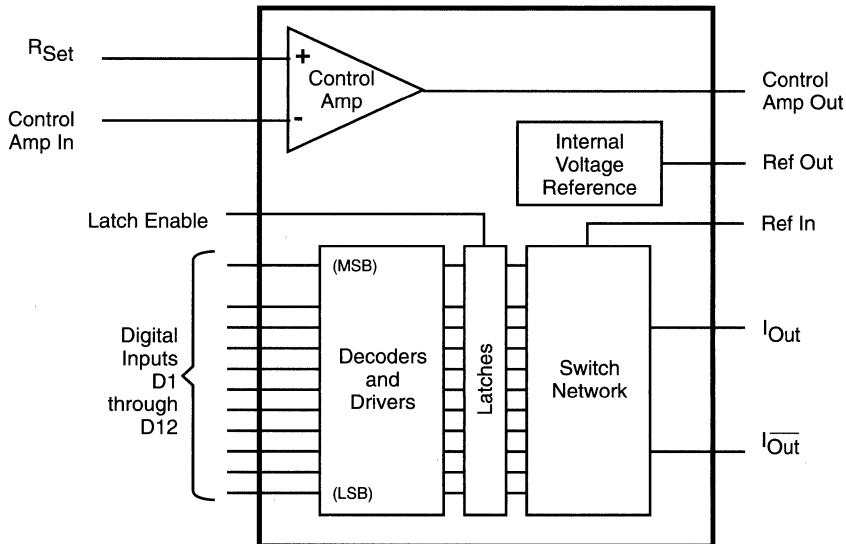 RSet
+
Control
Amp
-
Control
Amp In
Control
Amp Out
Internal
Voltage
Reference
Ref Out
Latch Enable
Ref In
(MSB)
Digital
Inputs
D1
through
D12
Decoders
and
Drivers
Latches
Switch
Network
IOut
I̅O̅u̅t̅
(LSB)